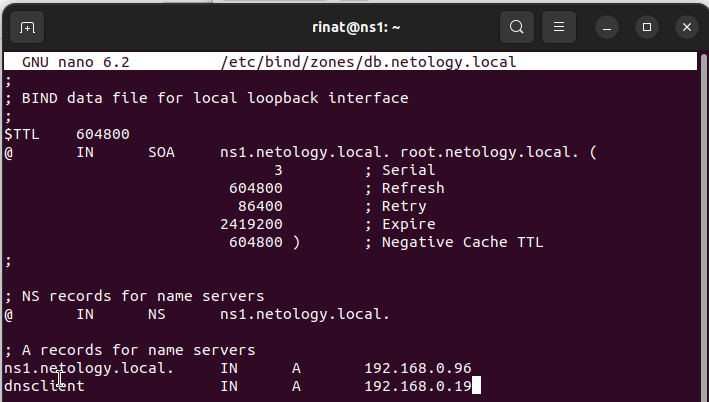 rinat@ns1: ~
GNU nano 6.2 /etc/bind/zones/db.netology.local
;
; BIND data file for local loopback interface
;
$TTL 604800
@ IN SOA ns1.netology.local. root.netology.local. (
3 ; Serial
604800 ; Refresh
86400 ; Retry
2419200 ; Expire
604800 ) ; Negative Cache TTL
;
; NS records for name servers
@ IN NS ns1.netology.local.
; A records for name servers
ns1.netology.local. IN A 192.168.0.96
dnsclient IN A 192.168.0.19